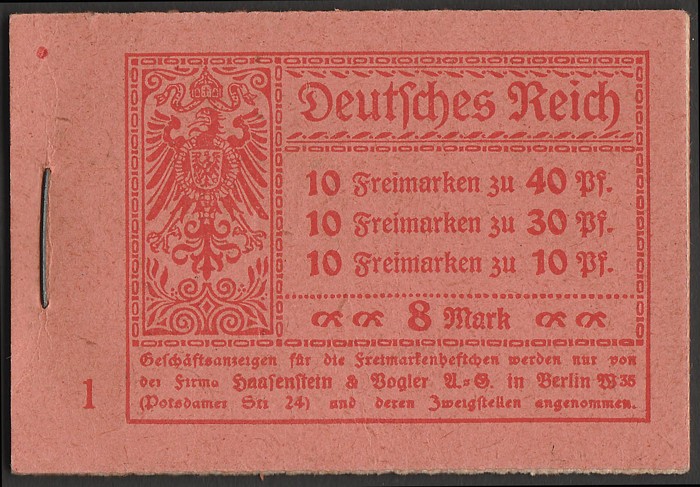 Deutsches Reich
10 Freimarken zu 40 Pf.
10 Freimarken zu 30 Pf.
10 Freimarken zu 10 Pf.
8 Mark
Geschäftsanzeigen für die Freimarkenheftchen werden nur von
der Firma Haasenstein & Vogler A.=G. in Berlin W 35
(Potsdamer Str. 24) und deren Zweigstellen angenommen.
1